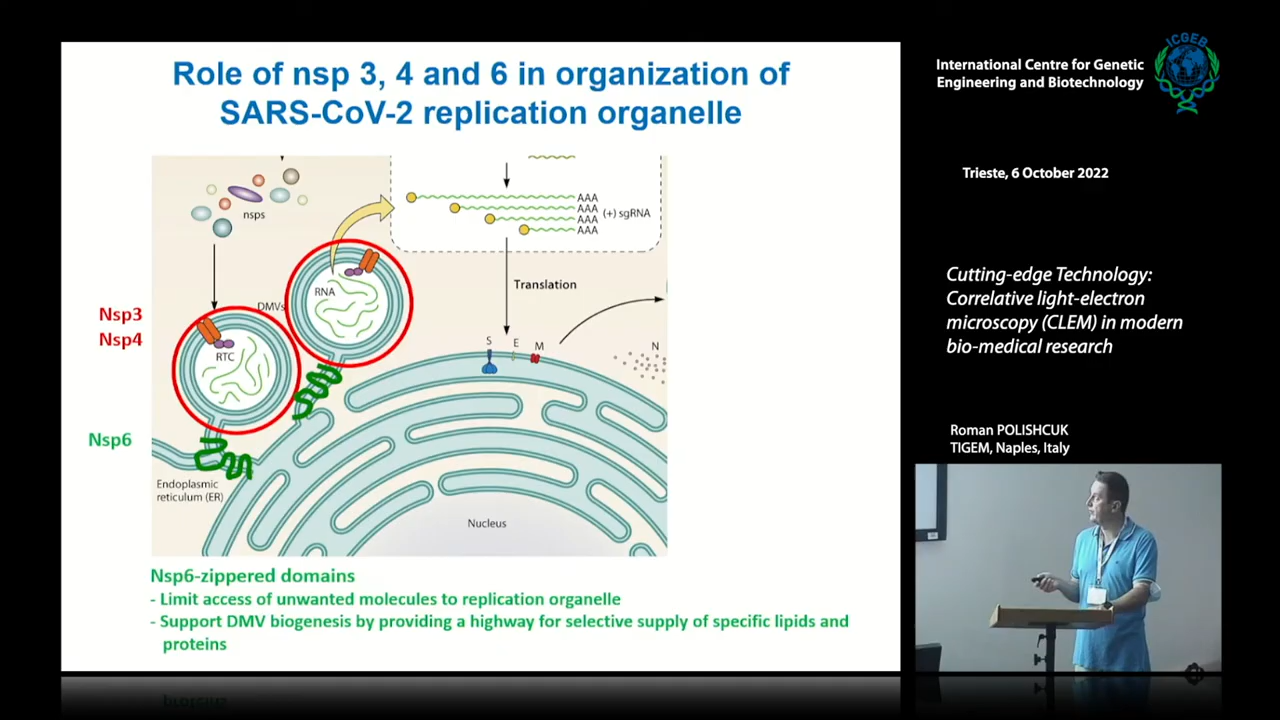 Role of nsp 3, 4 and 6 in organization of
SARS-CoV-2 replication organelle
nsps
AAA
AAA
AAA
AAA
(+) sgRNA
Translation
RNA
DMVs
Nsp3
Nsp4
RTC
S
E
M
N
Nsp6
Endoplasmic
reticulum (ER)
Nucleus
Nsp6-zippered domains
- Limit access of unwanted molecules to replication organelle
- Support DMV biogenesis by providing a highway for selective supply of specific lipids and
proteins
International Centre for Genetic
Engineering and Biotechnology
ICGEB
Trieste, 6 October 2022
Cutting-edge Technology:
Correlative light-electron
microscopy (CLEM) in modern
bio-medical research
Roman POLISHCUK
TIGEM, Naples, Italy